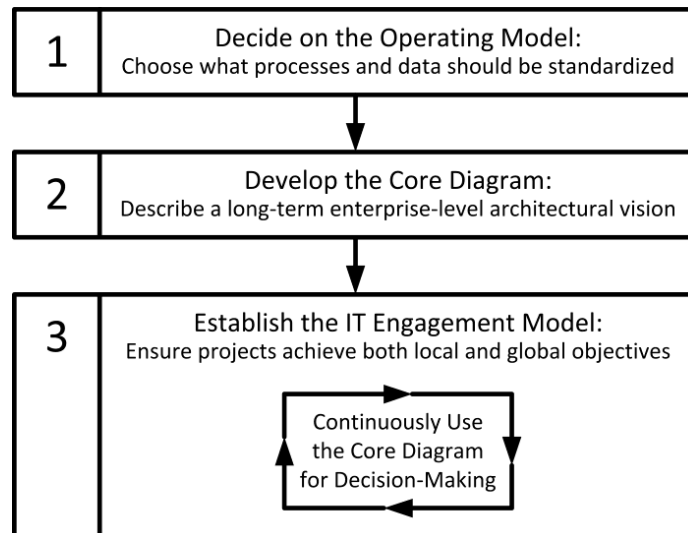 1
Decide on the Operating Model:
Choose what processes and data should be standardized
2
Develop the Core Diagram:
Describe a long-term enterprise-level architectural vision
3
Establish the IT Engagement Model:
Ensure projects achieve both local and global objectives
Continuously Use
the Core Diagram
for Decision-Making